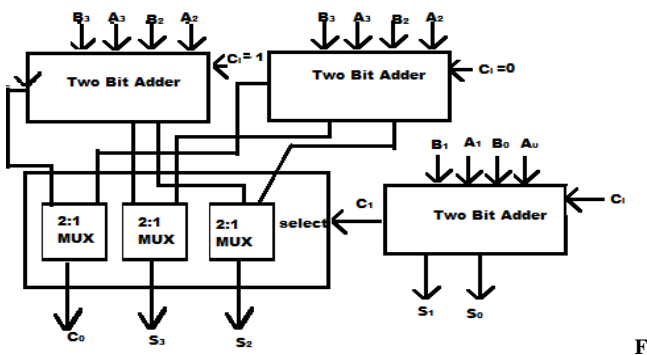 B₃ A₃ B₂ A₂
B₃ A₃ B₂ A₂
Cᵢ= 1
Two Bit Adder
Two Bit Adder
Cᵢ=0
B₁ A₁ B₀ Aᵤ
2:1 MUX
2:1 MUX
2:1 MUX
select
C₁
Two Bit Adder
Cᵢ
S₁ S₀
C₀ S₃ S₂
F